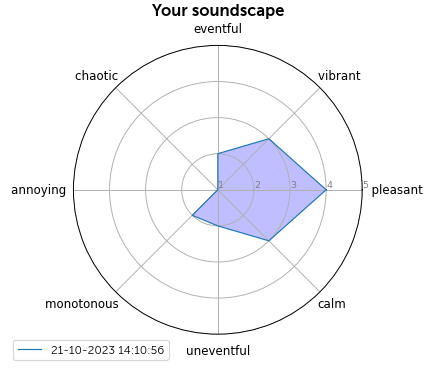 Your soundscape
eventful
chaotic
vibrant
annoying
1 2 3 4 5
pleasant
monotonous
calm
uneventful
21-10-2023 14:10:56